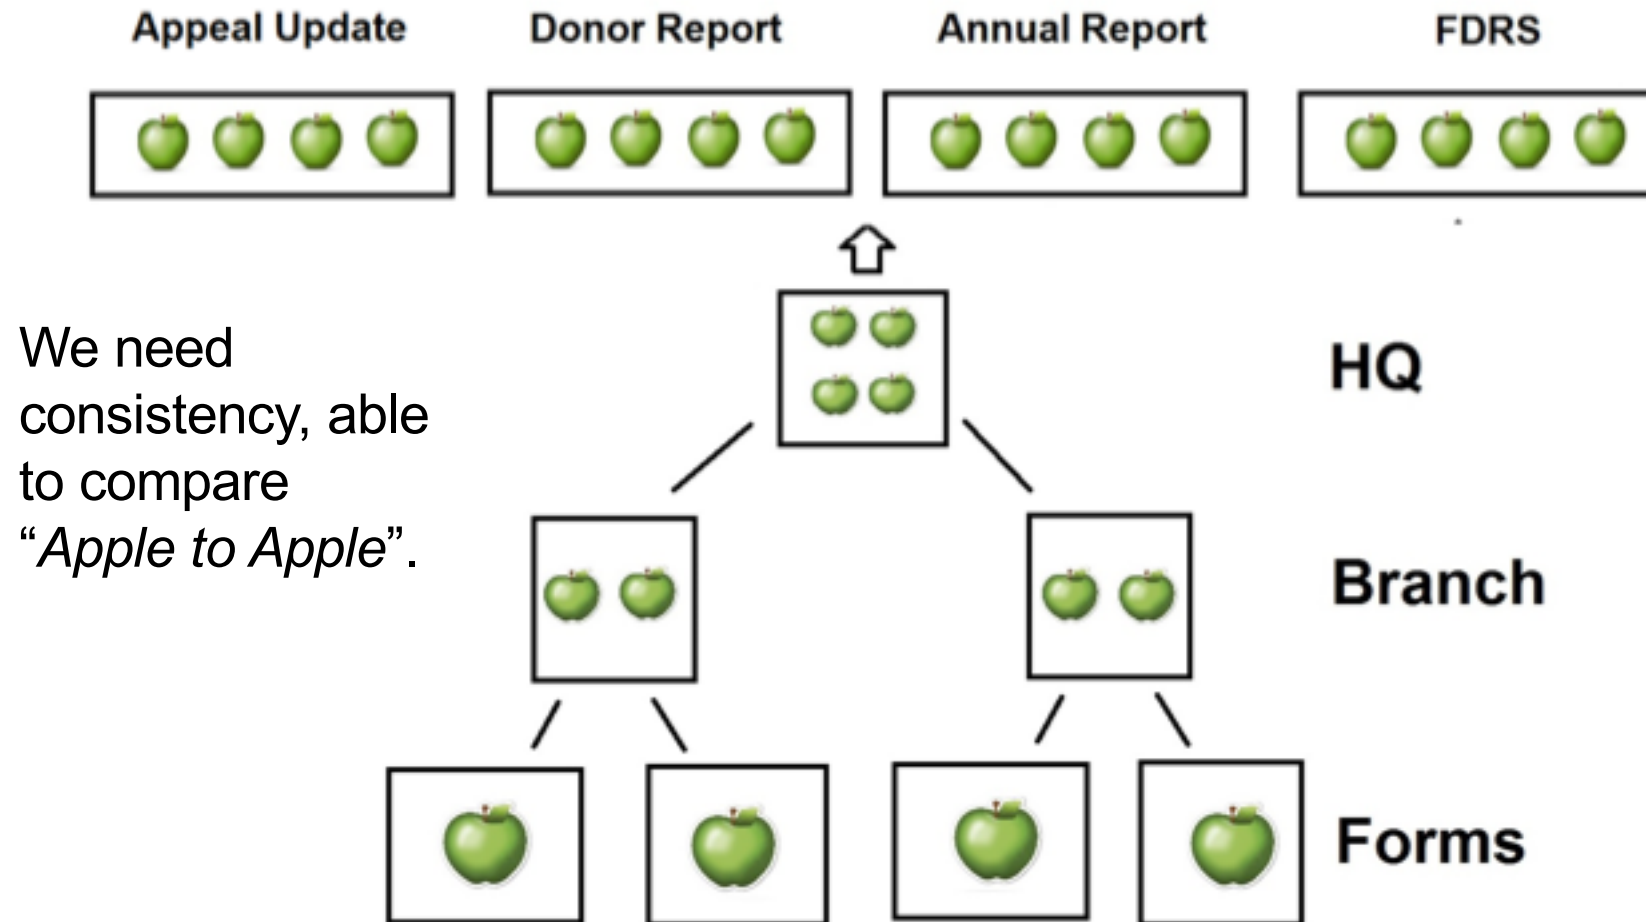 Appeal Update
Donor Report
Annual Report
FDRS
We need
consistency, able
to compare
“Apple to Apple”.
HQ
Branch
Forms